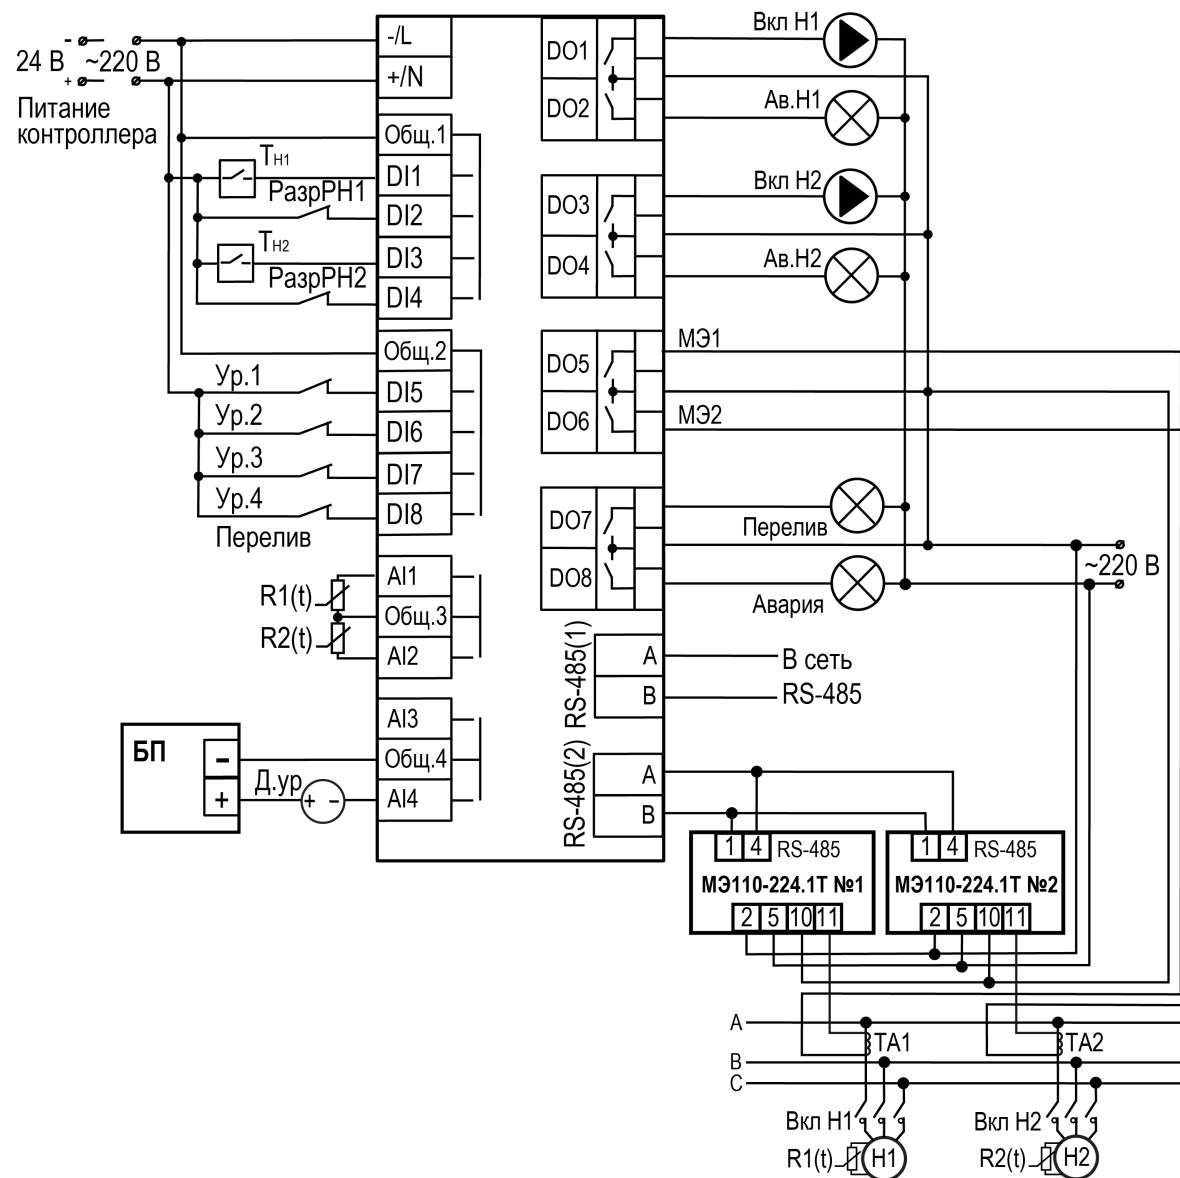 24 В
~220 В
Питание
контроллера
-
+
-/L
+/N
Общ.1
DI1
DI2
DI3
DI4
Тн1
РазрРН1
Тн2
РазрРН2
Общ.2
DI5
DI6
DI7
DI8
Ур.1
Ур.2
Ур.3
Ур.4
Перелив
AI1
Общ.3
AI2
R1(t)
R2(t)
AI3
Общ.4
AI4
БП
-
+
Д.ур
+ -
DO1
DO2
DO3
DO4
DO5
DO6
DO7
DO8
Вкл Н1
Ав.Н1
Вкл Н2
Ав.Н2
МЭ1
МЭ2
Перелив
Авария
~220 В
RS-485(1)
A
B
В сеть
RS-485
RS-485(2)
A
B
1 4 RS-485
МЭ110-224.1Т №1
2 5 10 11
1 4 RS-485
МЭ110-224.1Т №2
2 5 10 11
A
B
C
ТА1
ТА2
Вкл Н1
Вкл Н2
R1(t)
Н1
R2(t)
Н2